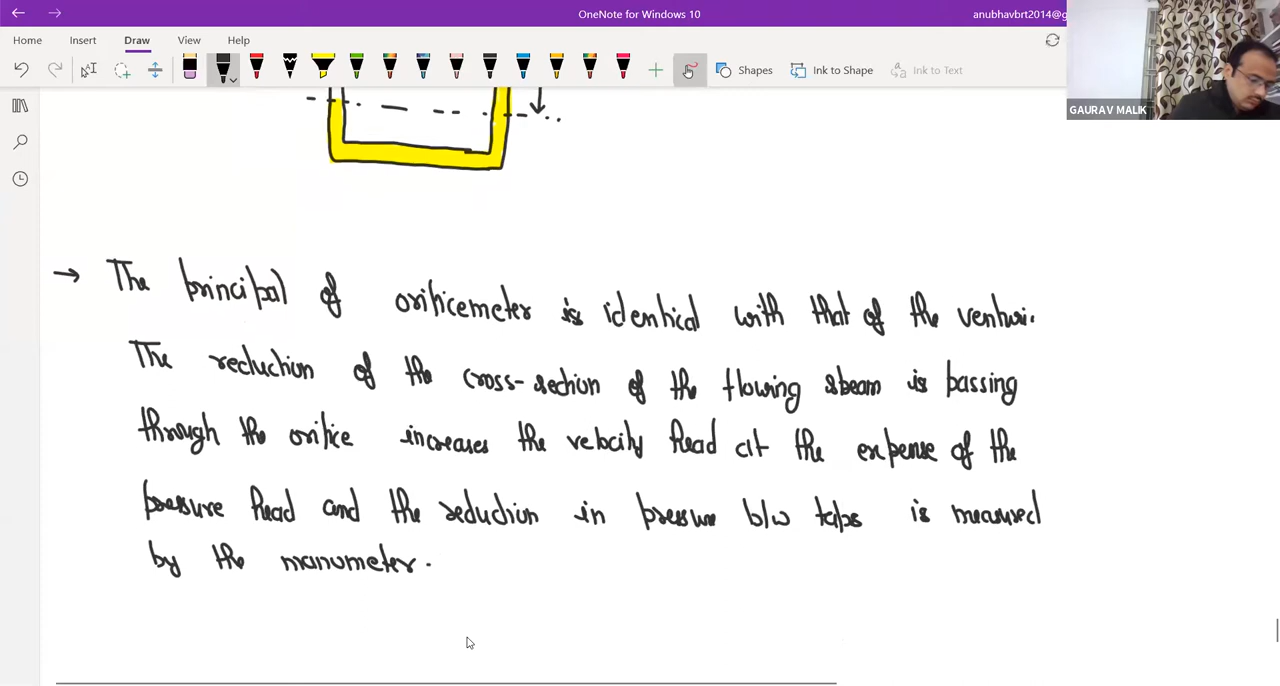 OneNote for Windows 10
anubhavbrt2014@g
Home Insert Draw View Help
Shapes Ink to Shape Ink to Text
GAURAV MALIK
→ The principal of orificemeter is identical with that of the venturi.
The reduction of the cross-section of the flowing steam is passing
through the orifice increases the velocity head at the expense of the
pressure head and the reduction in pressure b/w taps is measured
by the manometer.